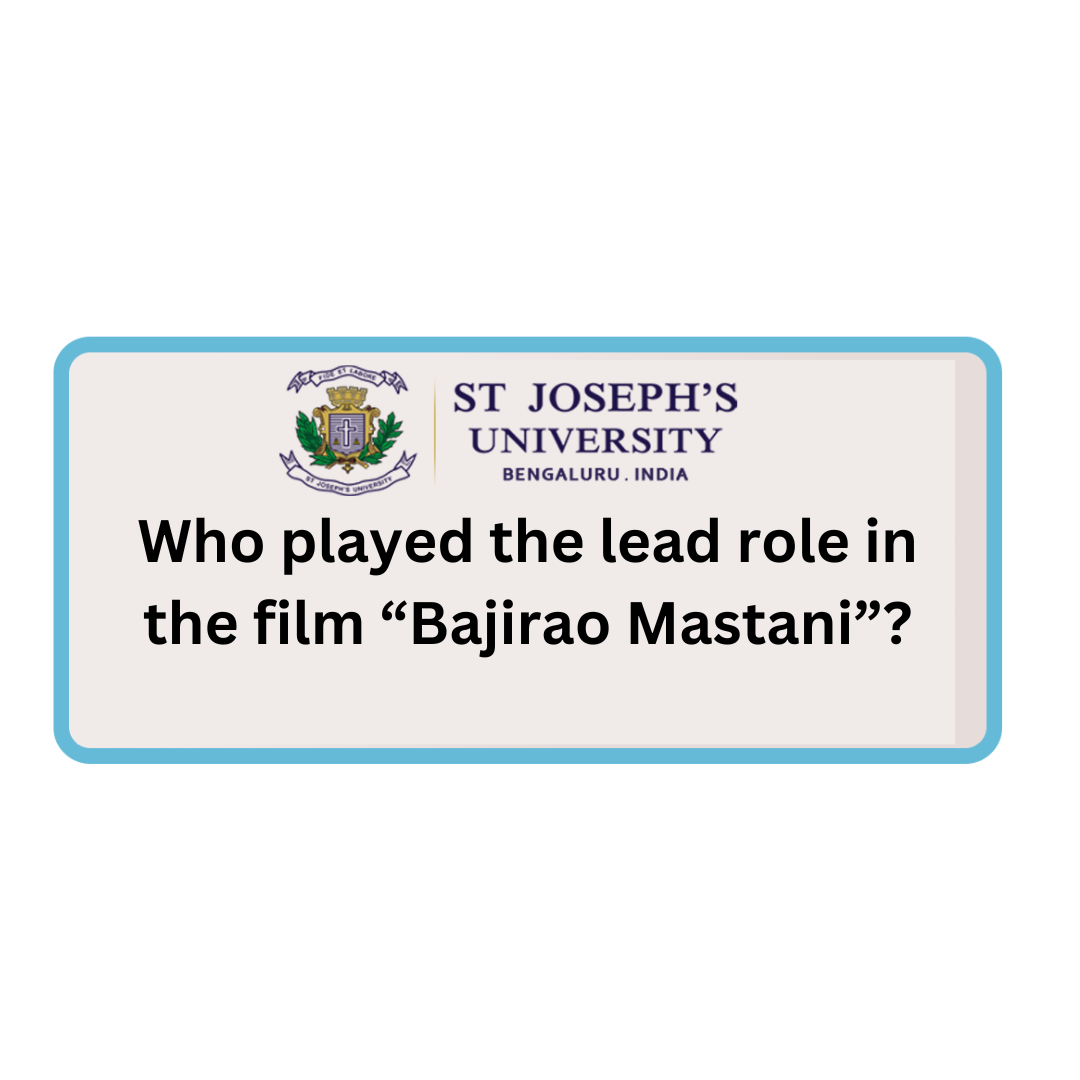 FIDE ET LABORE
ST JOSEPH'S UNIVERSITY
ST JOSEPH'S
UNIVERSITY
BENGALURU . INDIA
Who played the lead role in
the film “Bajirao Mastani”?